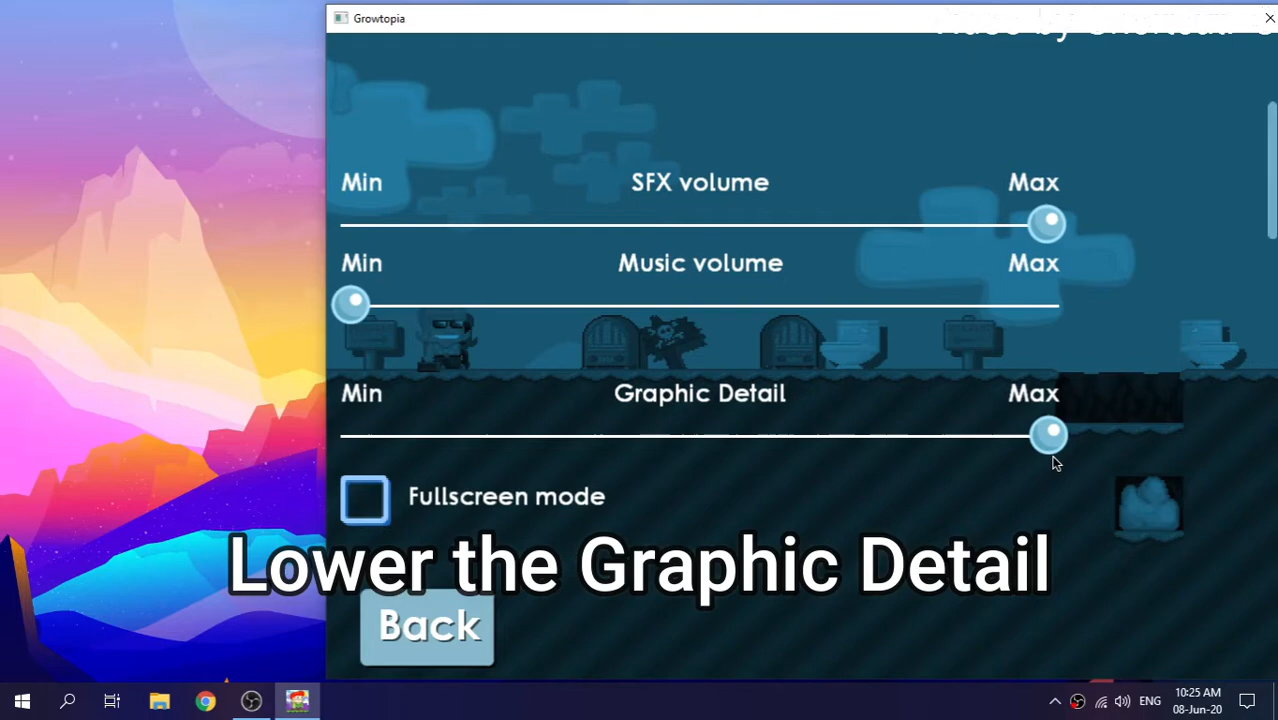 Growtopia
Min SFX volume Max
Min Music volume Max
Min Graphic Detail Max
Fullscreen mode
Lower the Graphic Detail
Back
ENG
10:25 AM
08-Jun-20